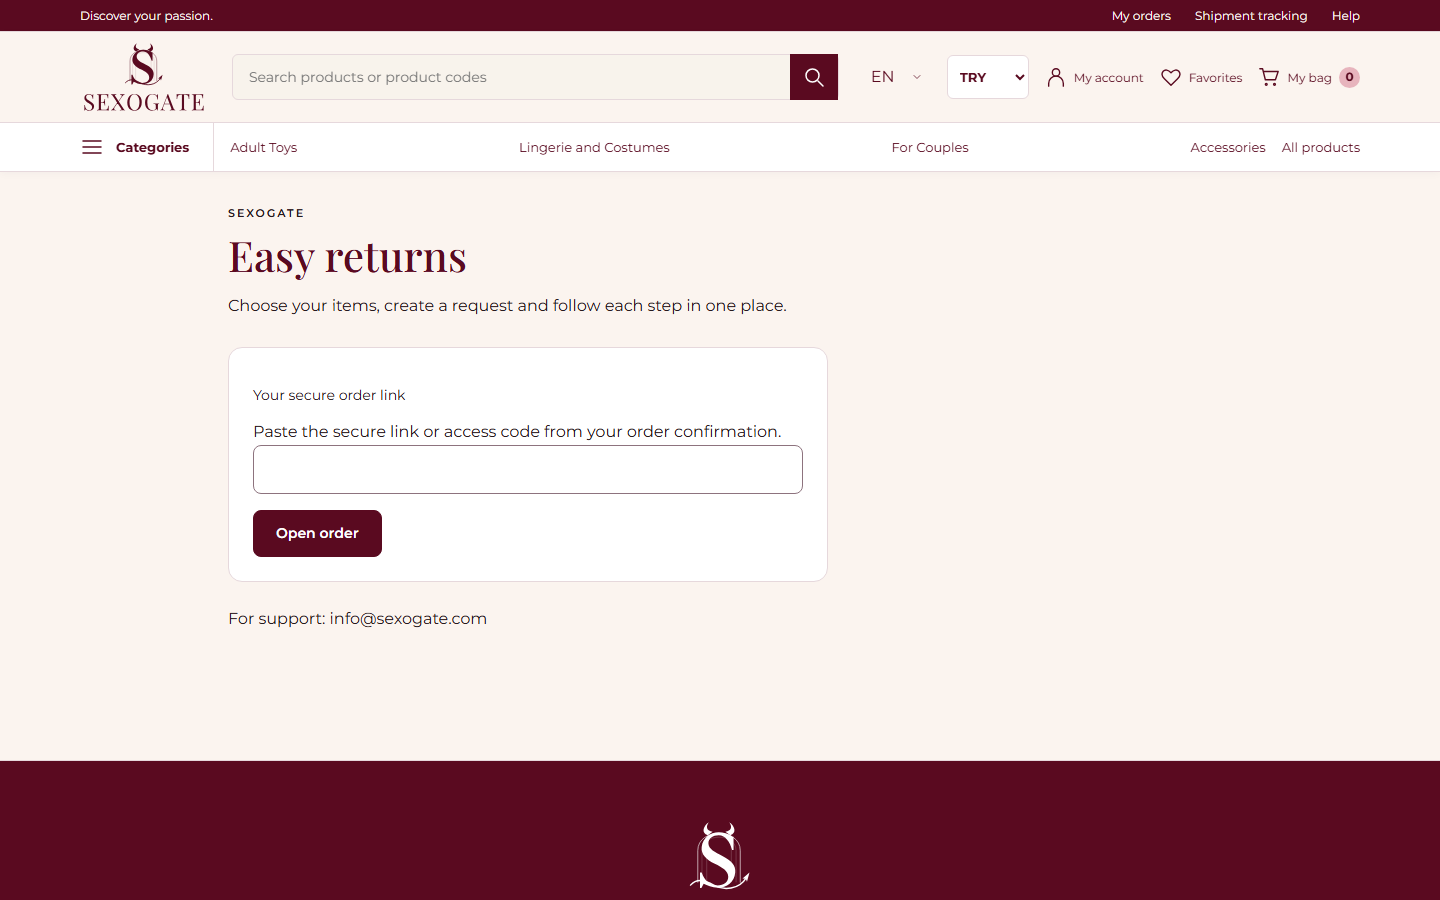 Discover your passion.
My orders
Shipment tracking
Help
S
SEXOGATE
Search products or product codes
EN
TRY
My account
Favorites
My bag
0
Categories
Adult Toys
Lingerie and Costumes
For Couples
Accessories
All products
SEXOGATE
Easy returns
Choose your items, create a request and follow each step in one place.
Your secure order link
Paste the secure link or access code from your order confirmation.
Open order
For support: info@sexogate.com
S